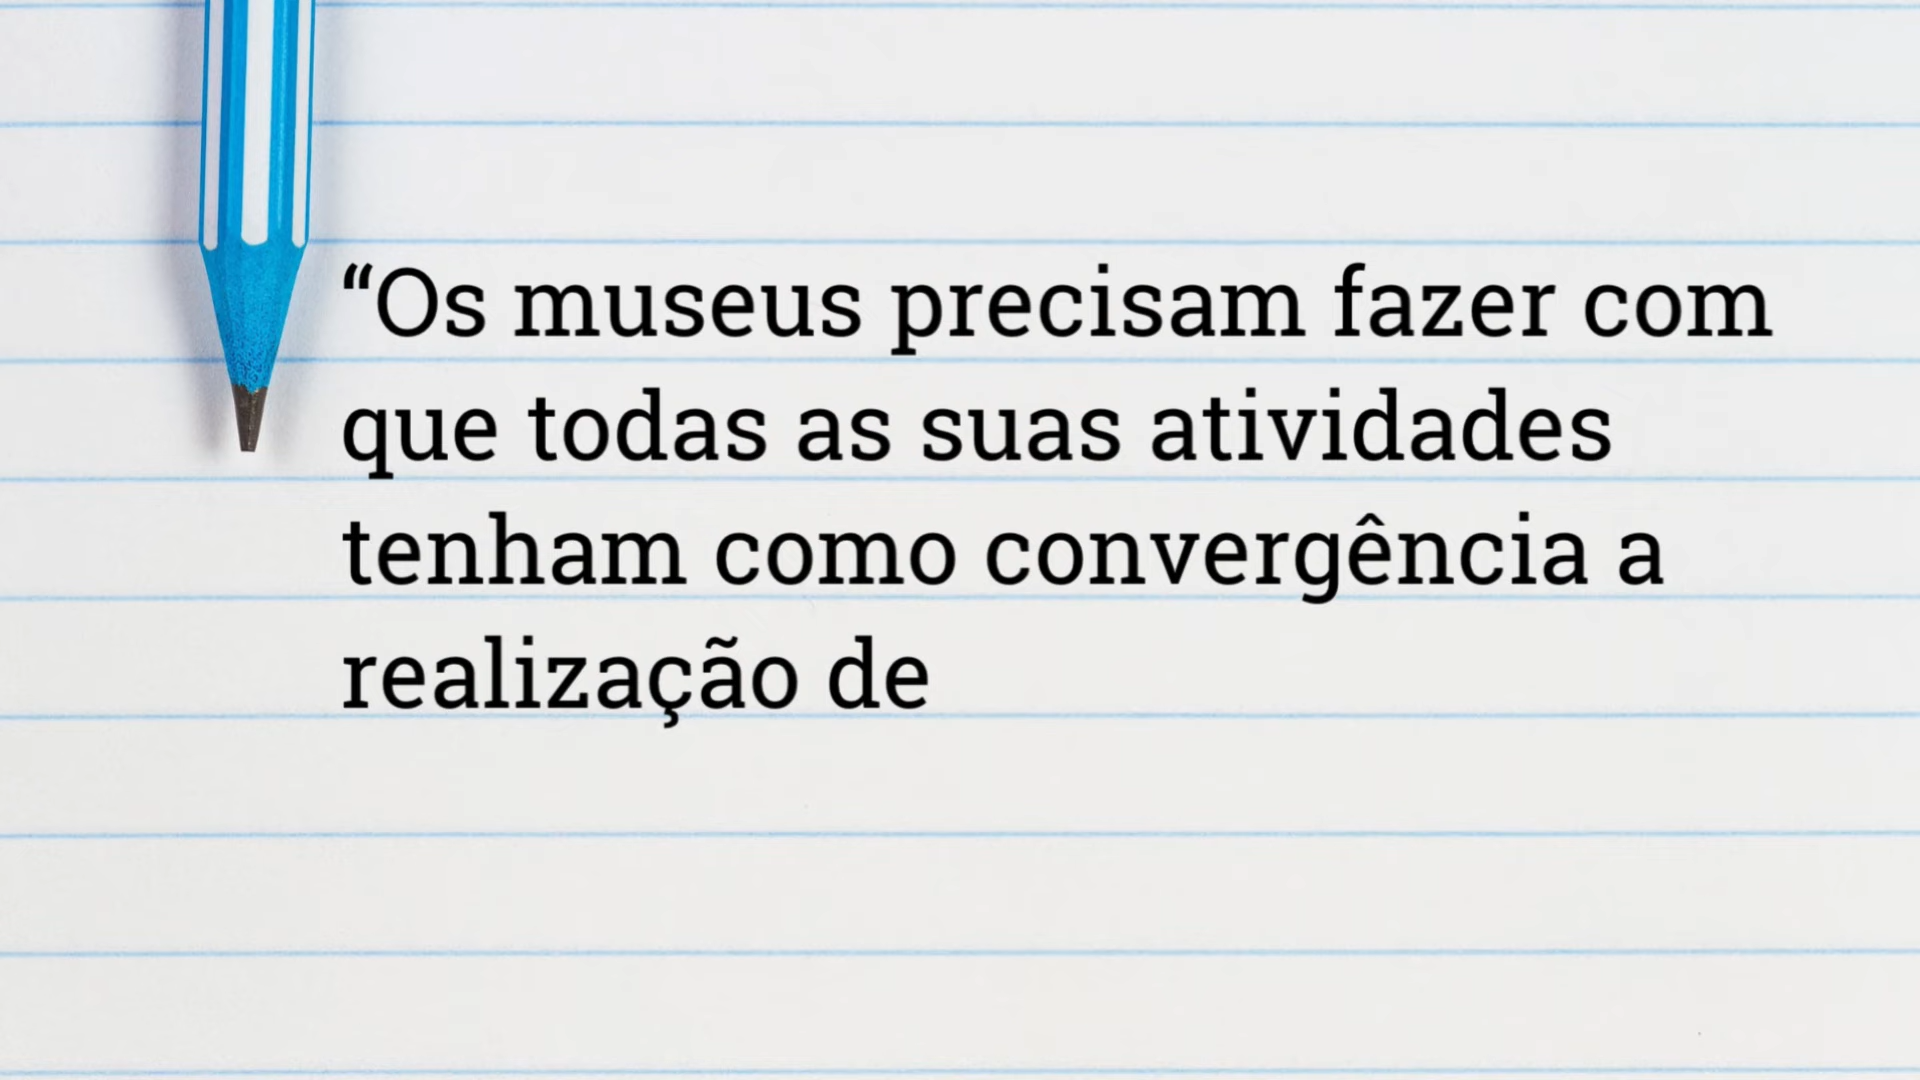 “Os museus precisam fazer com
que todas as suas atividades
tenham como convergência a
realização de